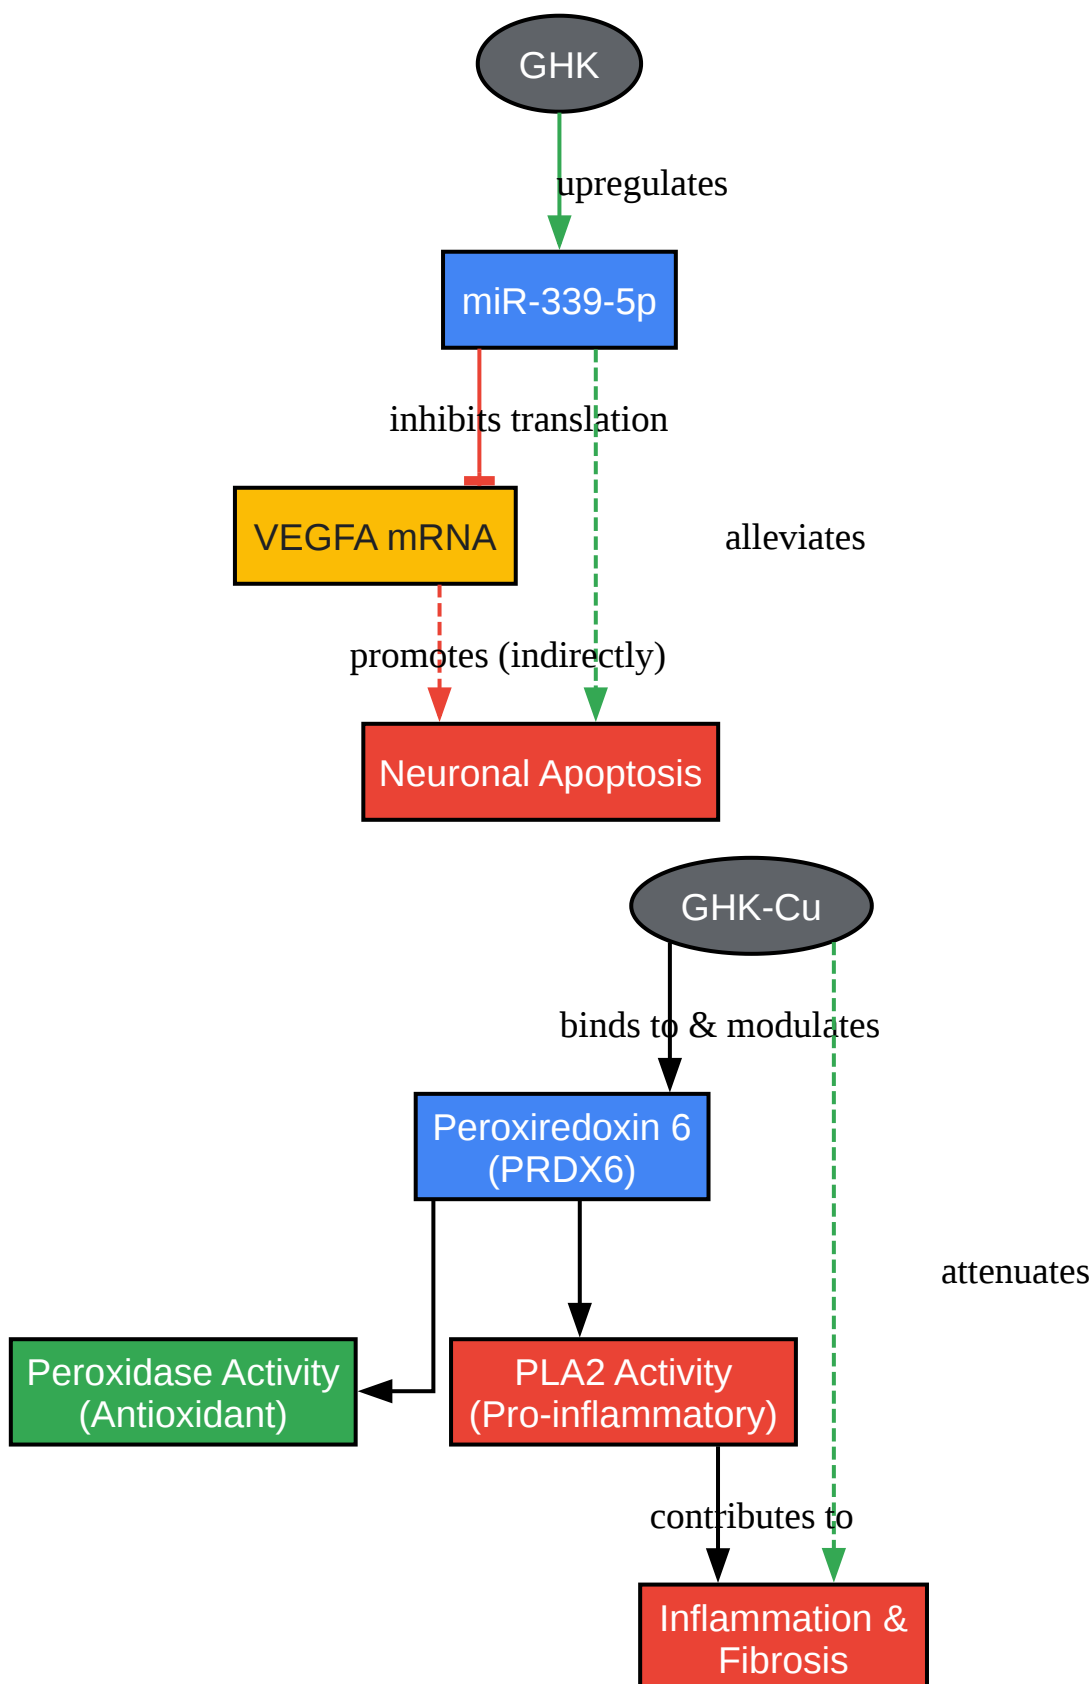 GHK
upregulates
miR-339-5p
inhibits translation
VEGFA mRNA
alleviates
promotes (indirectly)
Neuronal Apoptosis
GHK-Cu
binds to & modulates
Peroxiredoxin 6
(PRDX6)
attenuates
Peroxidase Activity
(Antioxidant)
PLA2 Activity
(Pro-inflammatory)
contributes to
Inflammation &
Fibrosis